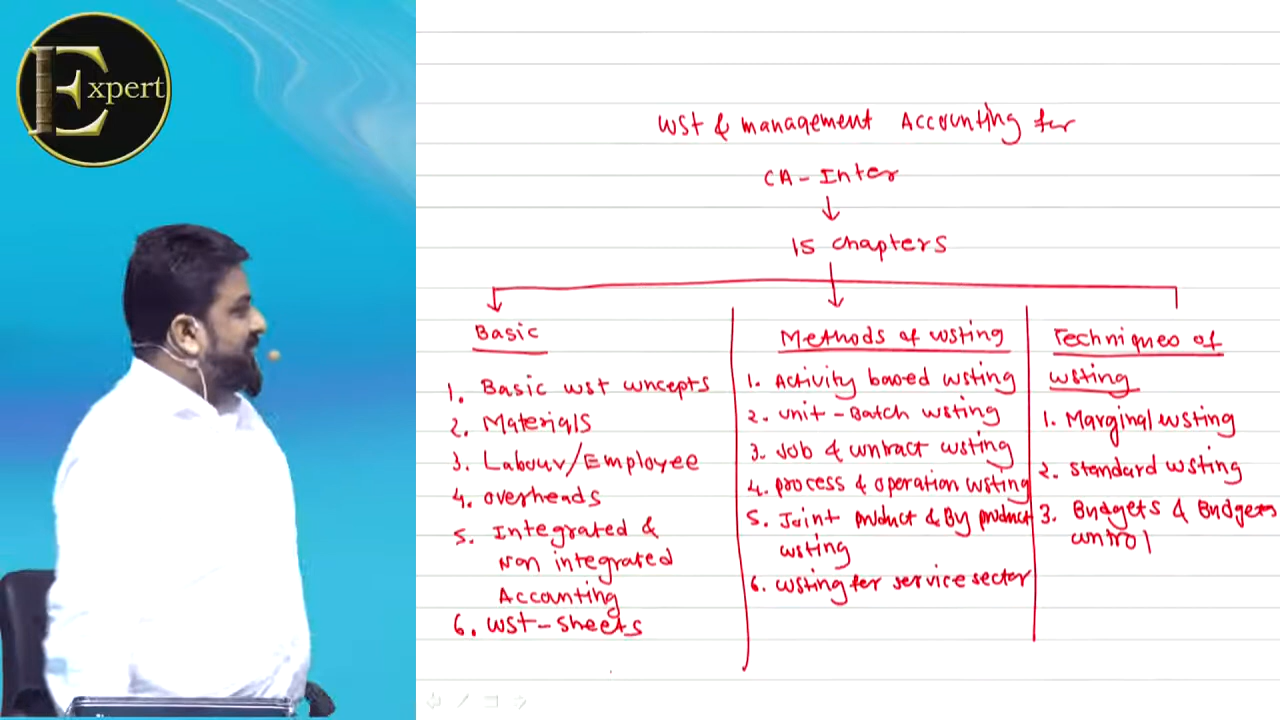 Expert
Cost & management Accounting for
CA - Inter
15 chapters
Basic
1. Basic cost concepts
2. Materials
3. Labour/Employee
4. overheads
5. Integrated &
Non integrated
Accounting
6. cost - sheets
Methods of costing
1. Activity based costing
2. Unit - Batch costing
3. Job & contract costing
4. process & operation costing
5. Joint product & By product
costing
6. costing for service sector
Techniques of
costing
1. Marginal costing
2. Standard costing
3. Budgets & Budgets
control